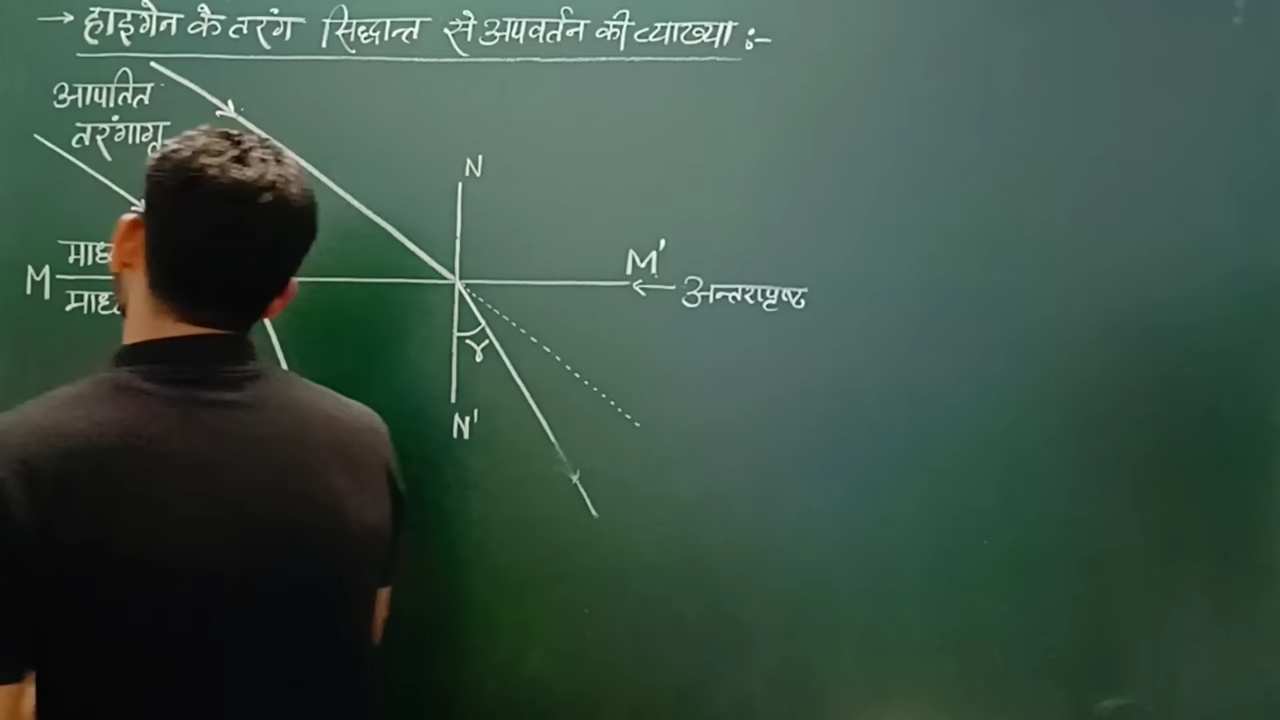 → हाइगेन के तरंग सिद्धान्त से अपवर्तन की व्याख्या :-
आपतित
तरंगाग्र
N
M'
M
← अन्तरापृष्ठ
r
N'